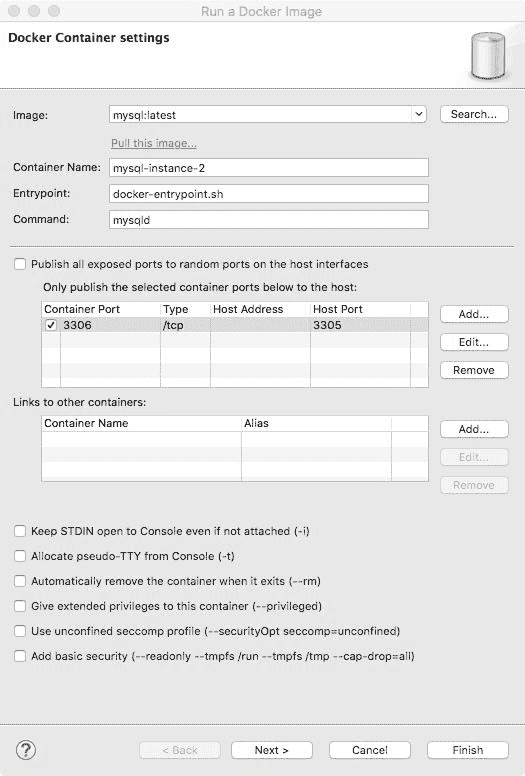 Run a Docker Image
Docker Container settings
Image: mysql:latest Search...
Pull this image...
Container Name: mysql-instance-2
Entrypoint: docker-entrypoint.sh
Command: mysqld
Publish all exposed ports to random ports on the host interfaces
Only publish the selected container ports below to the host:
Container Port Type Host Address Host Port Add...
3306 /tcp 3305
Edit...
Remove
Links to other containers:
Container Name Alias Add...
Edit...
Remove
Keep STDIN open to Console even if not attached (-i)
Allocate pseudo-TTY from Console (-t)
Automatically remove the container when it exits (--rm)
Give extended privileges to this container (--privileged)
Use unconfined seccomp profile (--securityOpt seccomp=unconfined)
Add basic security (--readonly --tmpfs /run --tmpfs /tmp --cap-drop=all)
? < Back Next > Cancel Finish